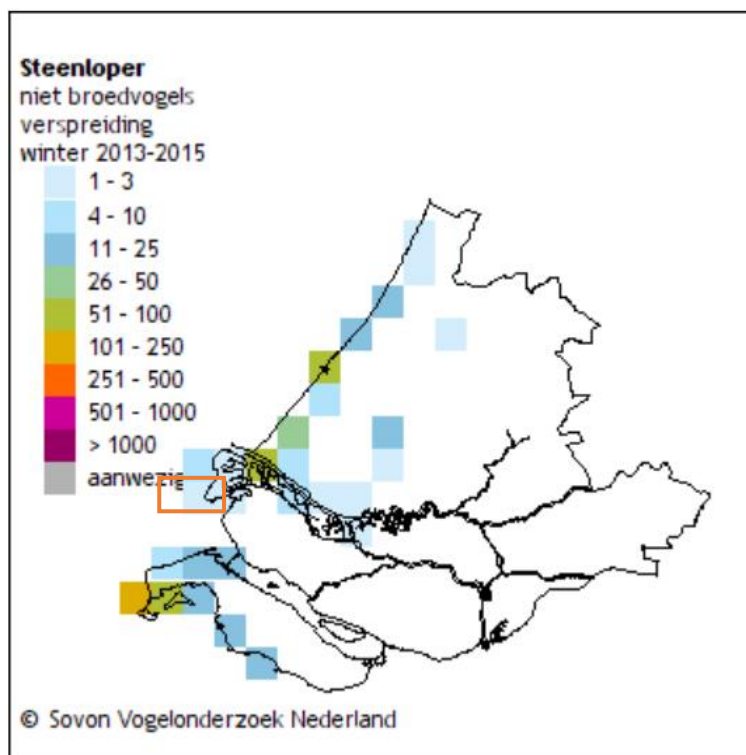 Steenloper
niet broedvogels
verspreiding
winter 2013-2015
1 - 3
4 - 10
11 - 25
26 - 50
51 - 100
101 - 250
251 - 500
501 - 1000
> 1000
aanwezig
© Sovon Vogelonderzoek Nederland